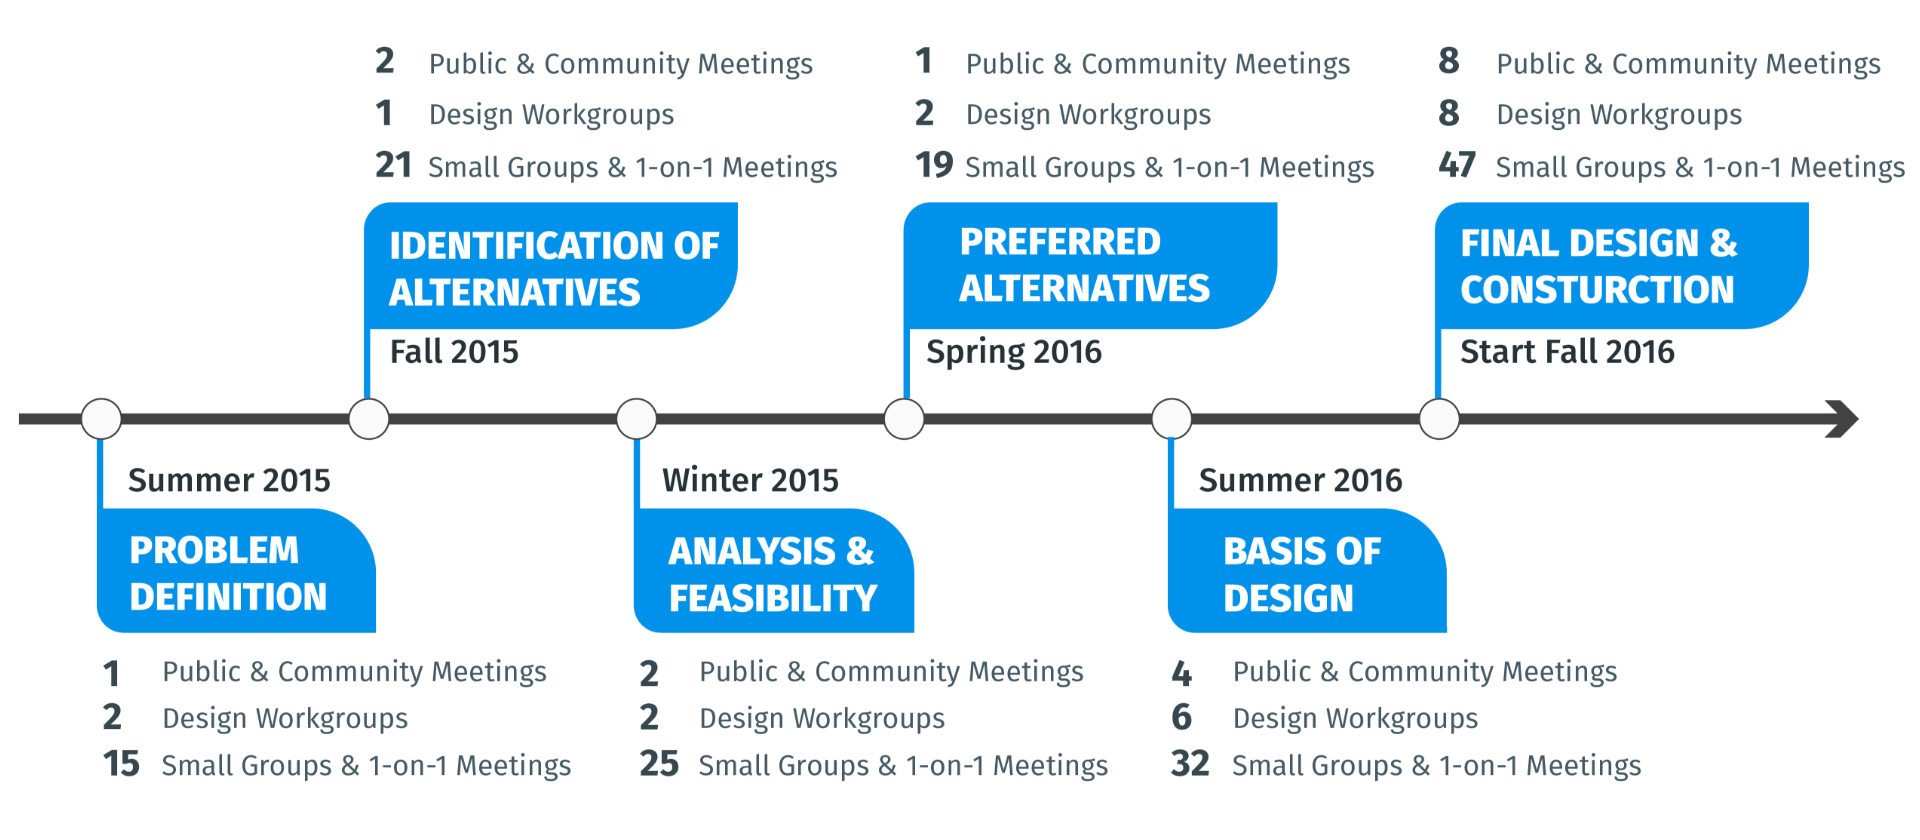 2 Public & Community Meetings
1 Design Workgroups
21 Small Groups & 1-on-1 Meetings
IDENTIFICATION OF
ALTERNATIVES
Fall 2015
1 Public & Community Meetings
2 Design Workgroups
19 Small Groups & 1-on-1 Meetings
PREFERRED
ALTERNATIVES
Spring 2016
8 Public & Community Meetings
8 Design Workgroups
47 Small Groups & 1-on-1 Meetings
FINAL DESIGN &
CONSTURCTION
Start Fall 2016
Summer 2015
PROBLEM
DEFINITION
1 Public & Community Meetings
2 Design Workgroups
15 Small Groups & 1-on-1 Meetings
Winter 2015
ANALYSIS &
FEASIBILITY
2 Public & Community Meetings
2 Design Workgroups
25 Small Groups & 1-on-1 Meetings
Summer 2016
BASIS OF
DESIGN
4 Public & Community Meetings
6 Design Workgroups
32 Small Groups & 1-on-1 Meetings